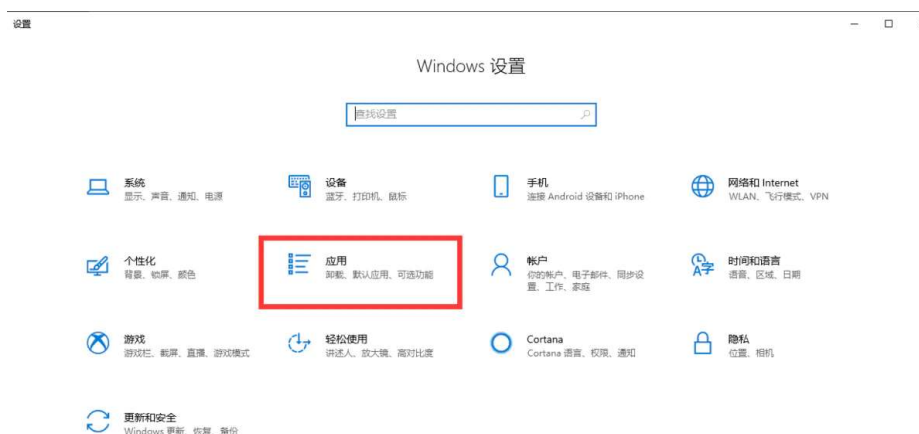 设置
Windows 设置
查找设置
系统
显示、声音、通知、电源
设备
蓝牙、打印机、鼠标
手机
连接 Android 设备和 iPhone
网络和 Internet
WLAN、飞行模式、VPN
个性化
背景、锁屏、颜色
应用
卸载、默认应用、可选功能
帐户
你的帐户、电子邮件、同步设
置、工作、家庭
时间和语言
语音、区域、日期
游戏
游戏栏、截屏、直播、游戏模式
轻松使用
讲述人、放大镜、高对比度
Cortana
Cortana 语言、权限、通知
隐私
位置、相机
更新和安全
Windows 更新、恢复、备份